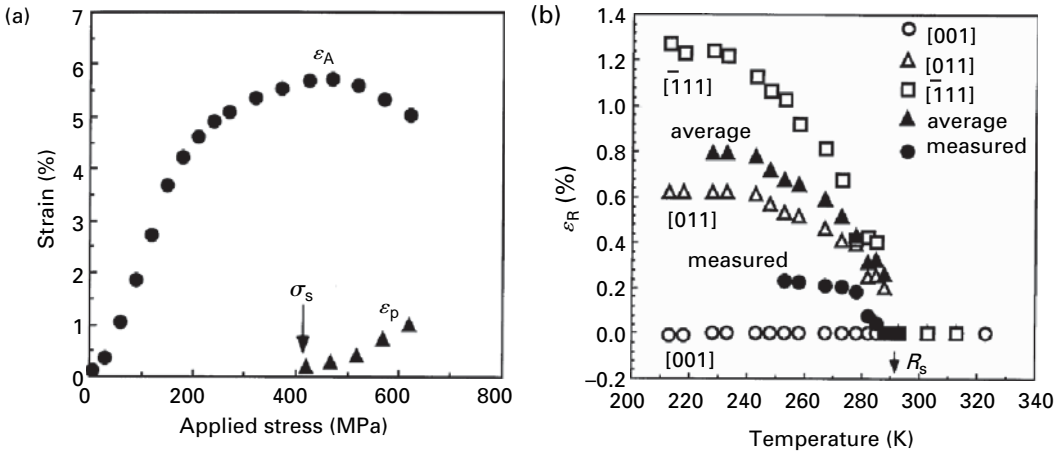 (a)
7
6
5
4
3
2
1
0
Strain (%)
ε_A
σ_s
ε_p
0 200 400 600 800
Applied stress (MPa)
(b)
1.4
1.2
1.0
0.8
0.6
0.4
0.2
0.0
−0.2
ε_R (%)
[001]
[011]
[1̄11]
average
measured
[1̄11]
average
[011]
measured
[001]
R_s
200 220 240 260 280 300 320 340
Temperature (K)